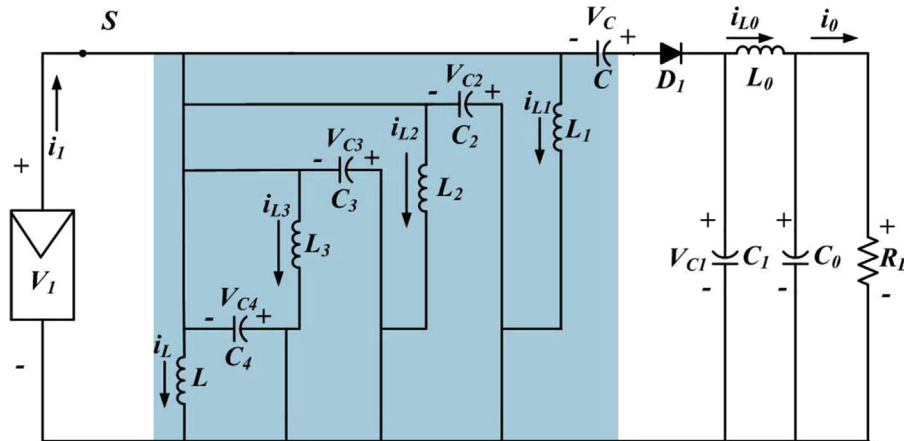 S
V_C
i_L0
i_0
- +
C
D_1
L_0
i_1
V_C2
- +
C_2
i_L1
L_1
V_C3
- +
C_3
i_L2
L_2
+
V_1
-
i_L3
L_3
V_C4
- +
C_4
i_L
L
+
V_C1
-
C_1
+
-
C_0
+
R_L
-